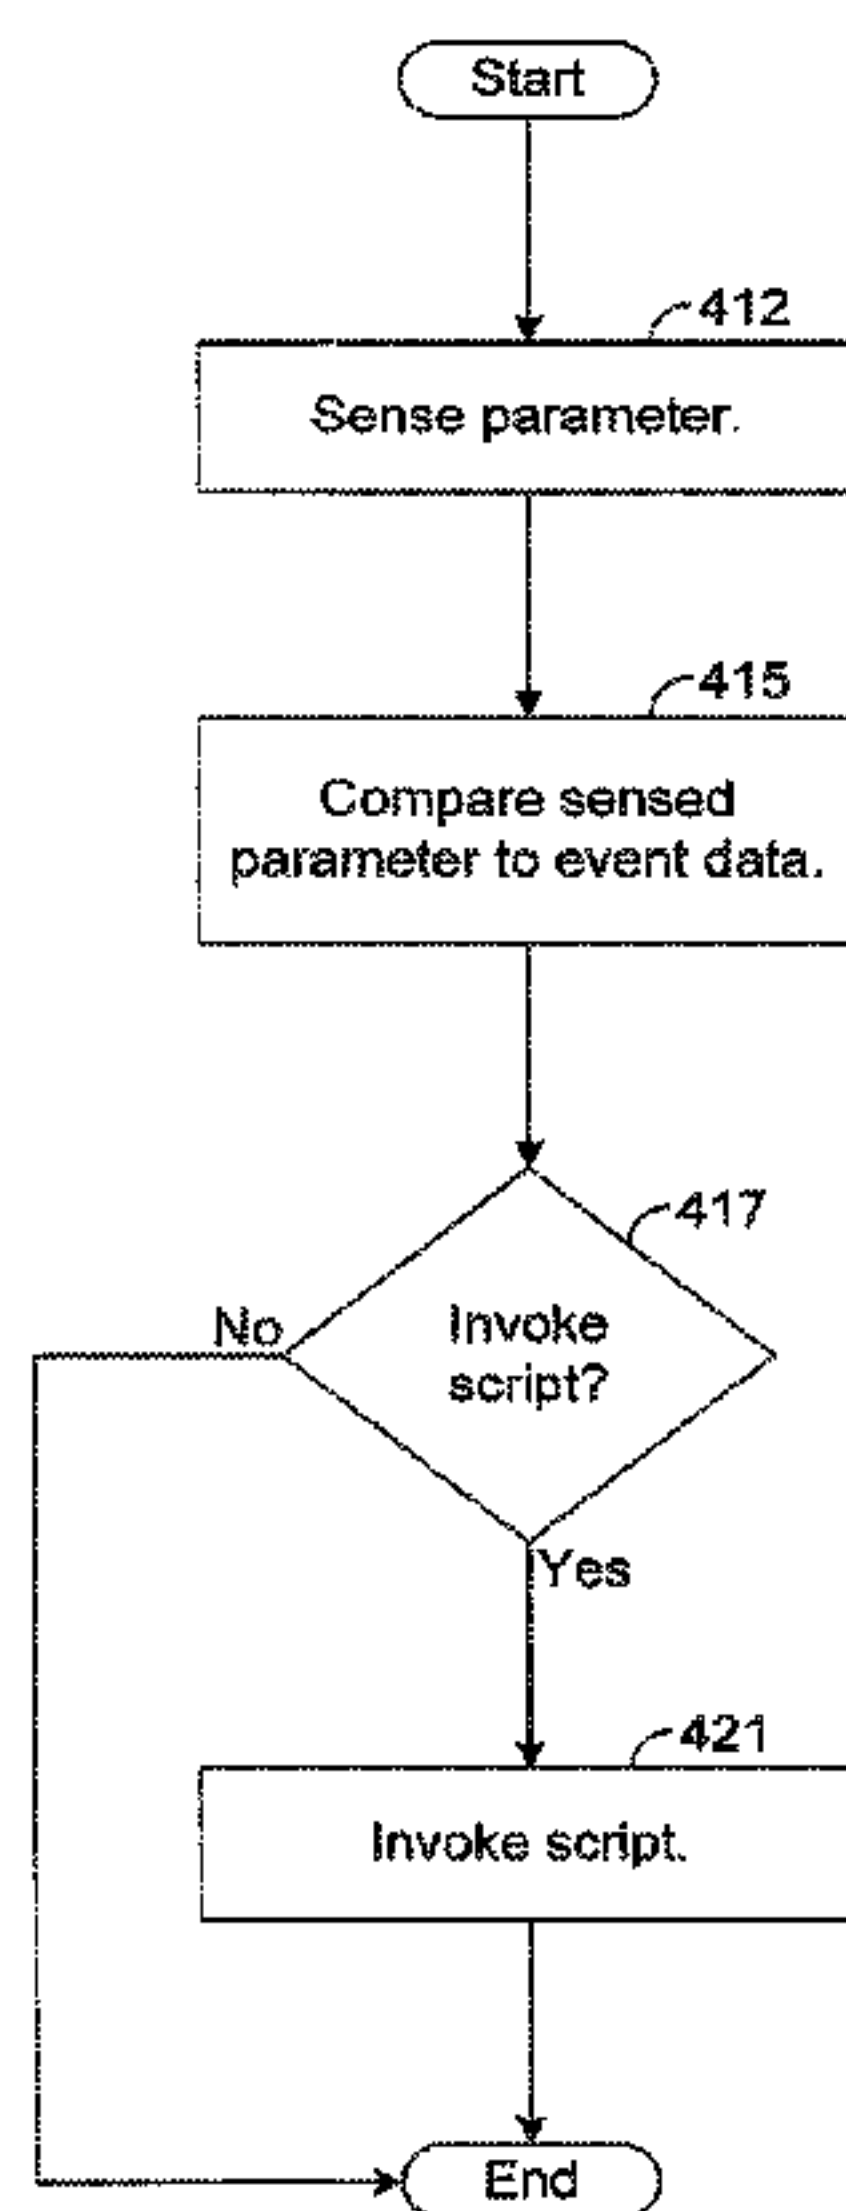 Start
412
Sense parameter.
415
Compare sensed
parameter to event data.
417
No
Invoke
script?
Yes
421
Invoke script.
End